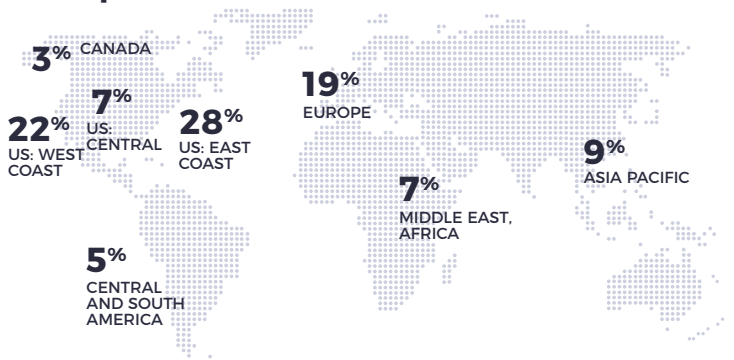 3% CANADA
7%
US:
CENTRAL
22%
US: WEST
COAST
28%
US: EAST
COAST
19%
EUROPE
9%
ASIA PACIFIC
7%
MIDDLE EAST,
AFRICA
5%
CENTRAL
AND SOUTH
AMERICA